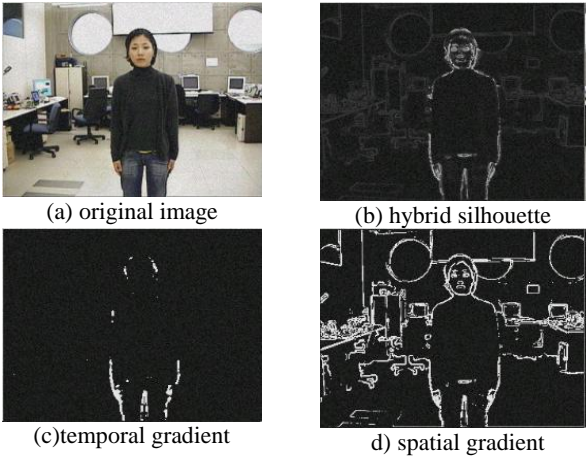 (a) original image
(b) hybrid silhouette
(c)temporal gradient
d) spatial gradient